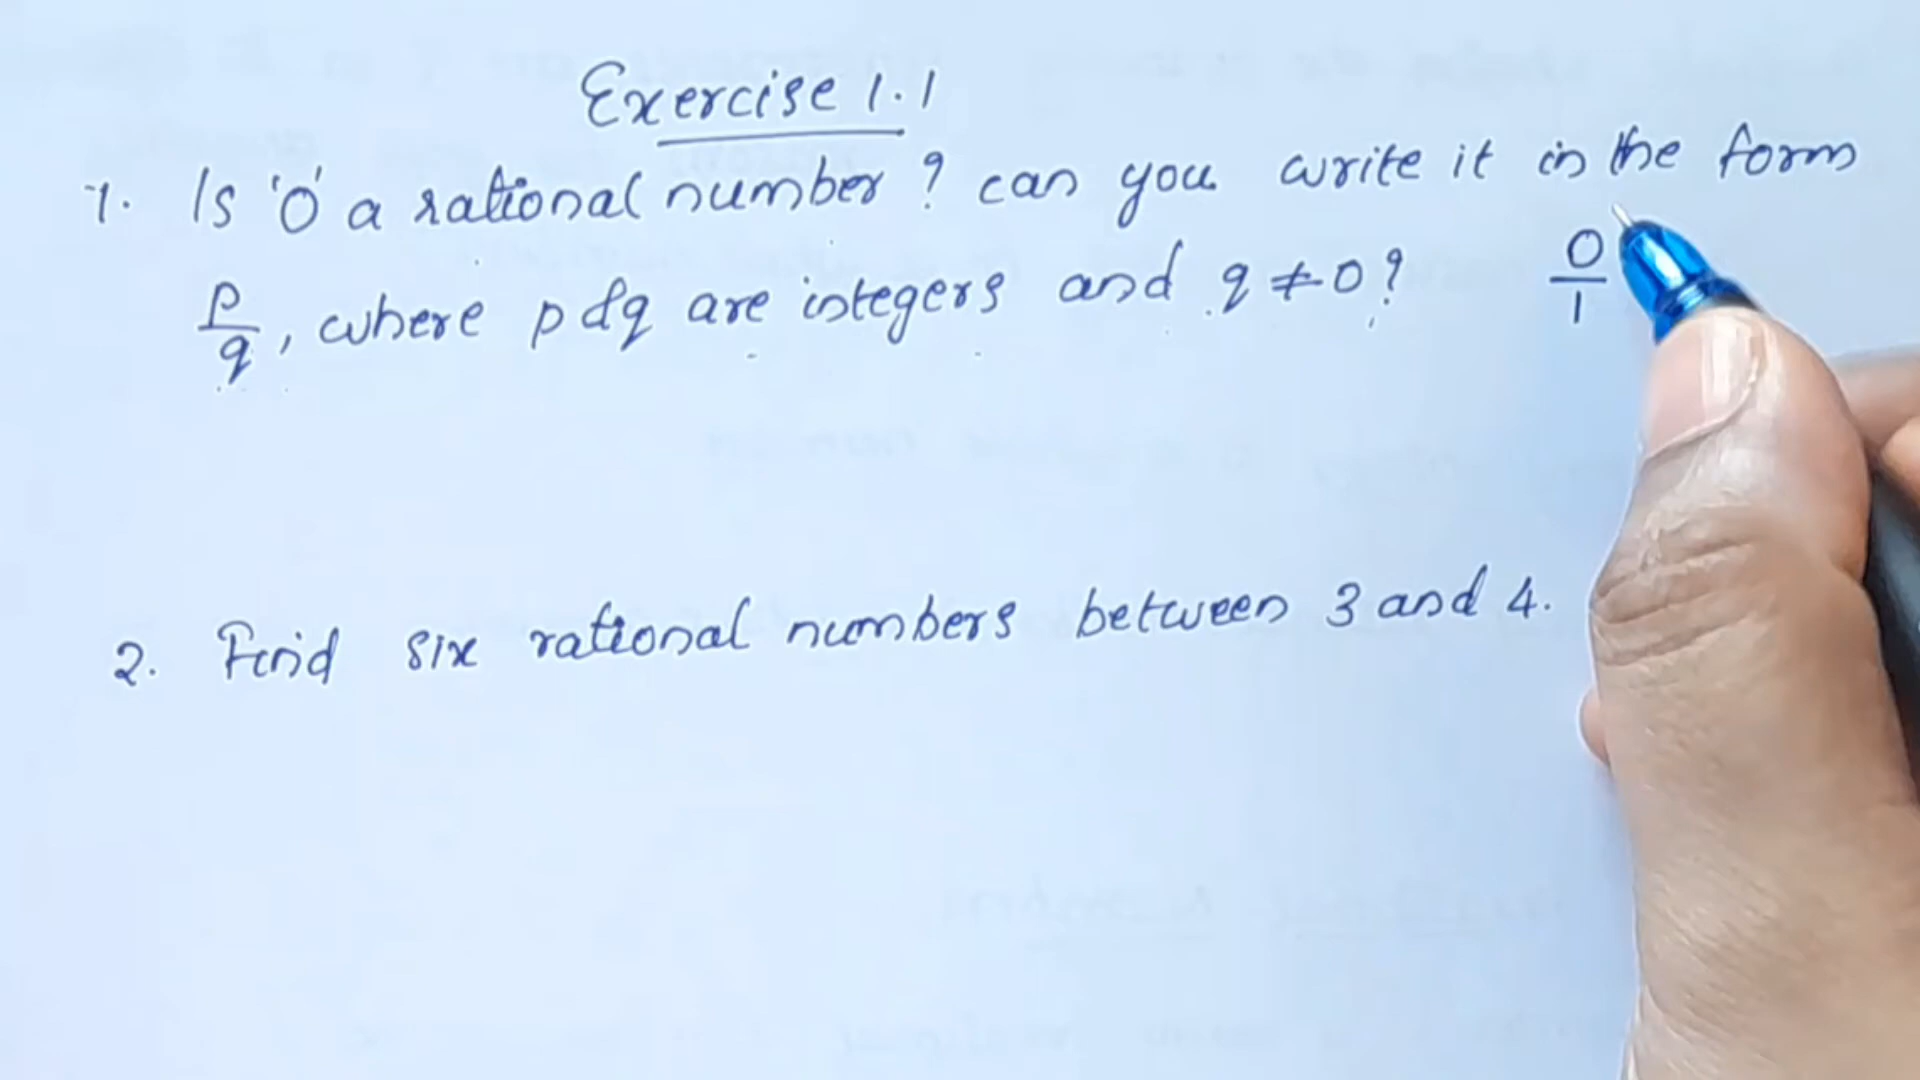 Exercise 1.1
1. Is '0' a rational number? can you write it in the form
p/q, where p & q are integers and q ≠ 0? 0/1
2. Find six rational numbers between 3 and 4.